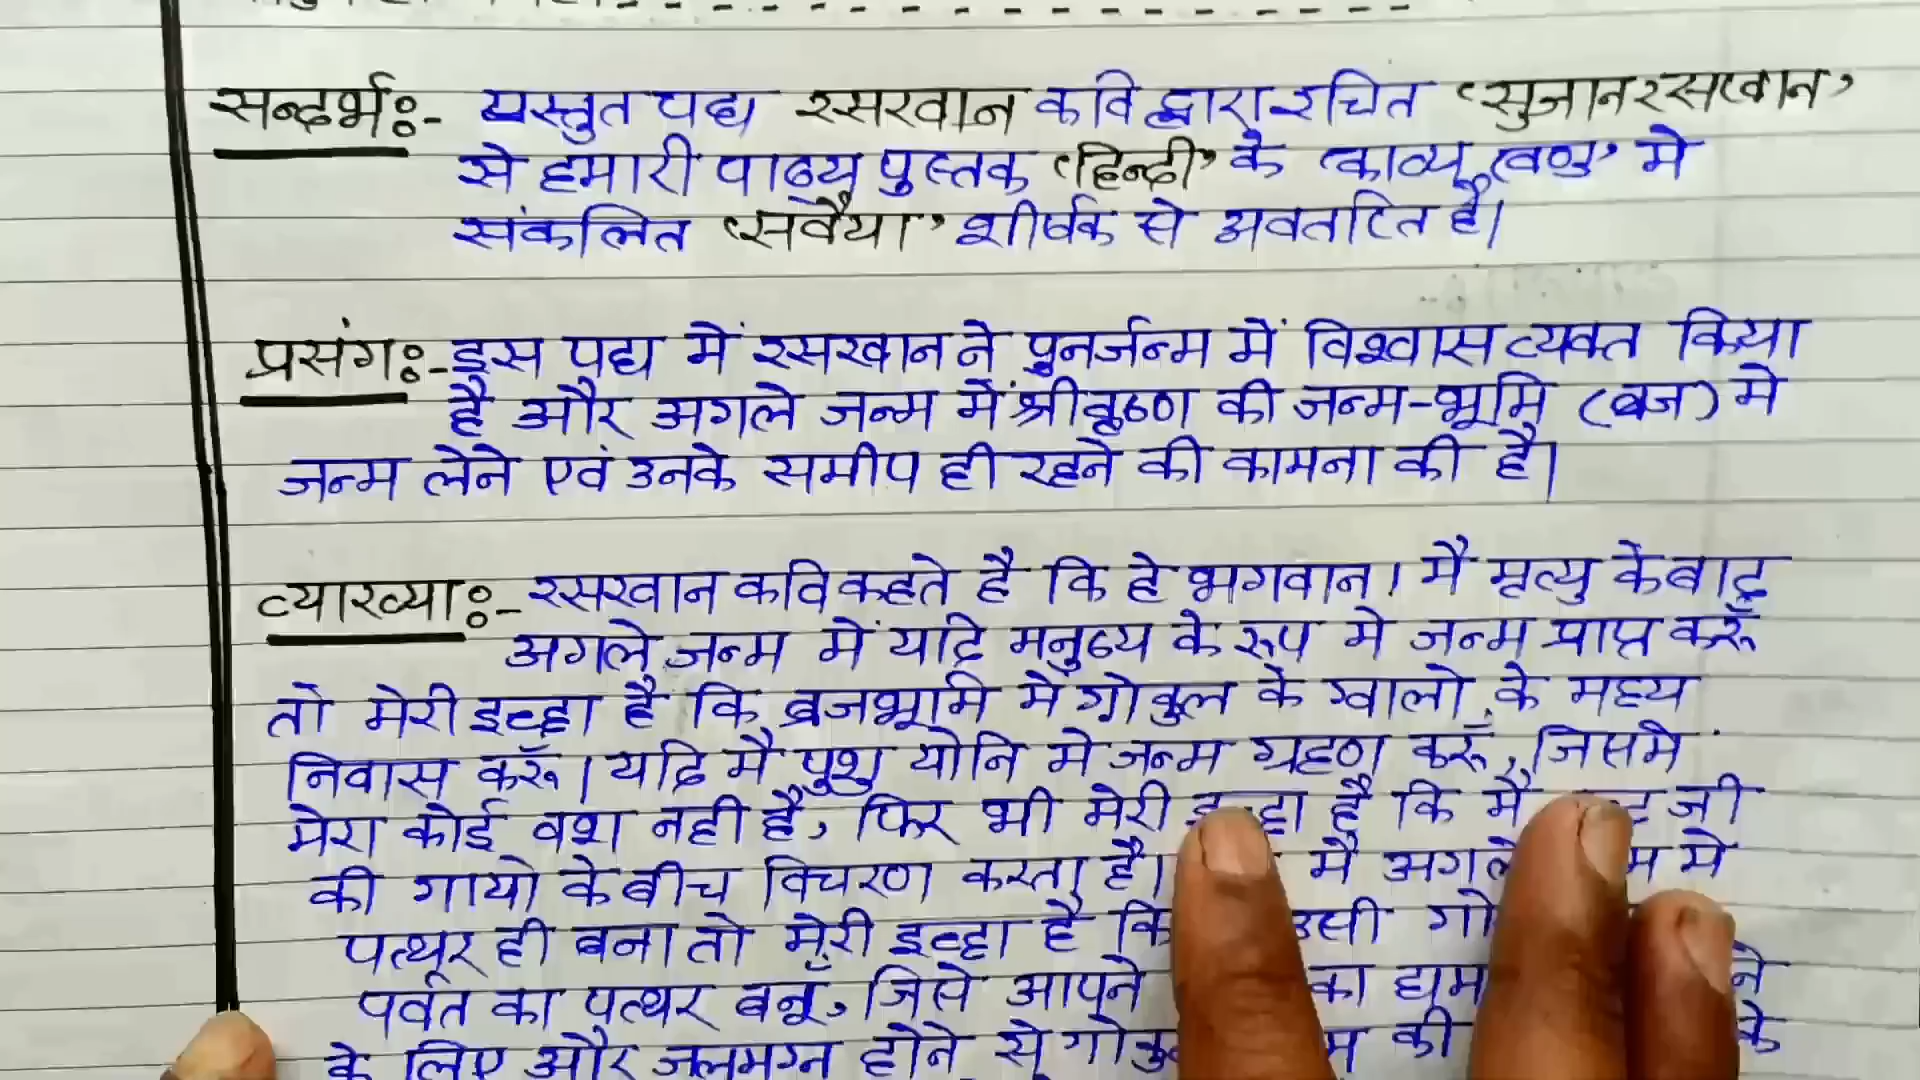 सन्दर्भः- प्रस्तुत पद्य रसखान कवि द्वारा रचित 'सुजान रसखान'
से हमारी पाठ्य पुस्तक 'हिन्दी' के 'काव्य खण्ड' मे
संकलित 'सवैया' शीर्षक से अवतरित है।
प्रसंगः- इस पद्य में रसखान ने पुनर्जन्म में विश्वास व्यक्त किया
है और अगले जन्म में श्रीकृष्ण की जन्म-भूमि (ब्रज) मे
जन्म लेने एवं उनके समीप ही रहने की कामना की है।
व्याख्याः- रसखान कवि कहते है कि हे भगवान। मै मृत्यु के बाद
अगले जन्म में यदि मनुष्य के रूप मे जन्म प्राप्त करूँ
तो मेरी इच्छा है कि ब्रजभूमि मे गोकुल के ग्वालो के मध्य
निवास करूँ। यदि मै पुशु योनि मे जन्म ग्रहण करूँ, जिसमे
मेरा कोई वश नही है, फिर भी मेरी है कि मैं जी
की गायो के बीच विचरण करता है। मै मे
पत्थर ही बना तो मेरी इच्छा है कि उसी
पर्वत का पत्थर बनूँ, जिसे आपने का
के लिए और जलमग्न होने से की के